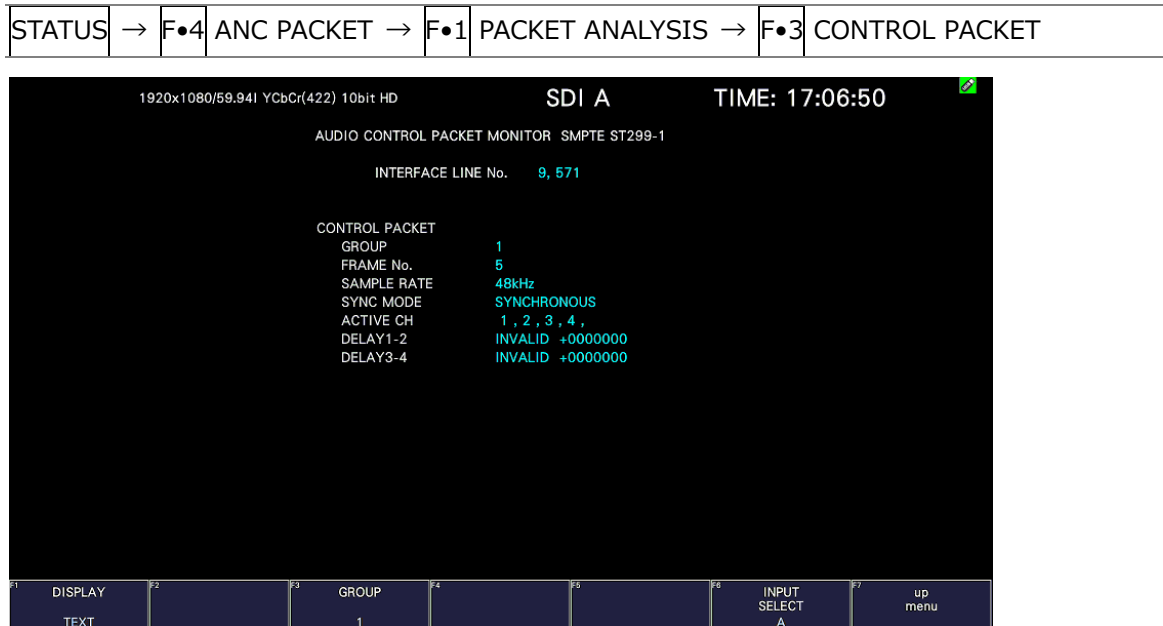 STATUS → F•4 ANC PACKET → F•1 PACKET ANALYSIS → F•3 CONTROL PACKET
1920x1080/59.94I YCbCr(422) 10bit HD SDI A TIME: 17:06:50
AUDIO CONTROL PACKET MONITOR SMPTE ST299-1
INTERFACE LINE No. 9, 571
CONTROL PACKET
GROUP 1
FRAME No. 5
SAMPLE RATE 48kHz
SYNC MODE SYNCHRONOUS
ACTIVE CH 1 , 2 , 3 , 4 ,
DELAY1-2 INVALID +0000000
DELAY3-4 INVALID +0000000
F1 DISPLAY F2 F3 GROUP F4 F5 F6 INPUT F7 up
SELECT menu
TEXT 1 A